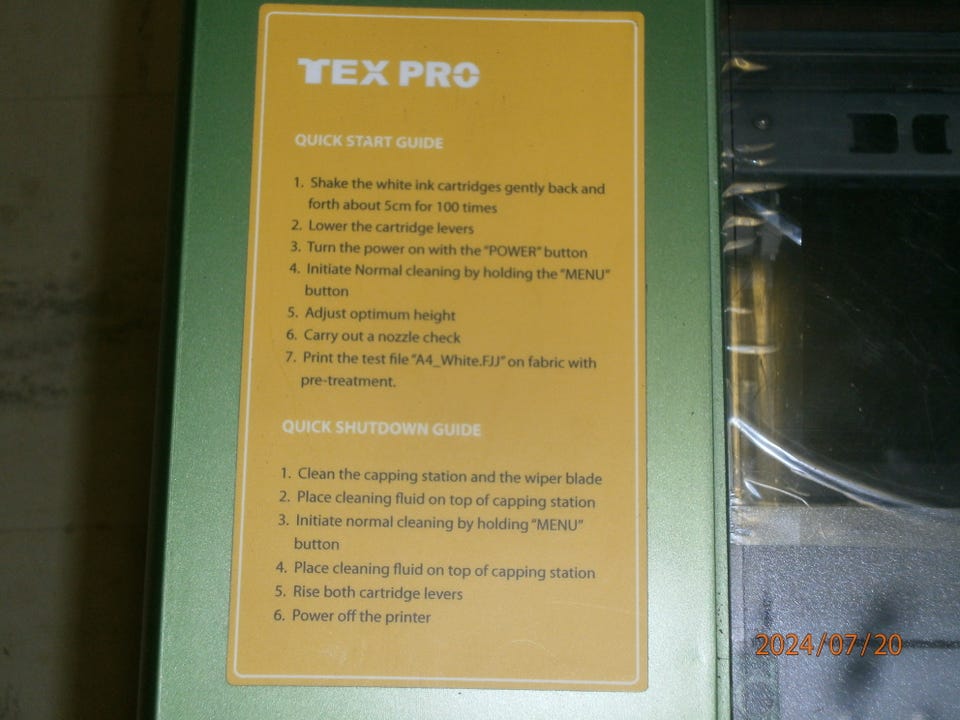 TEX PRO
QUICK START GUIDE
1. Shake the white ink cartridges gently back and
forth about 5cm for 100 times
2. Lower the cartridge levers
3. Turn the power on with the "POWER" button
4. Initiate Normal cleaning by holding the "MENU"
button
5. Adjust optimum height
6. Carry out a nozzle check
7. Print the test file "A4_White.FJJ" on fabric with
pre-treatment.
QUICK SHUTDOWN GUIDE
1. Clean the capping station and the wiper blade
2. Place cleaning fluid on top of capping station
3. Initiate normal cleaning by holding "MENU"
button
4. Place cleaning fluid on top of capping station
5. Rise both cartridge levers
6. Power off the printer
2024/07/20